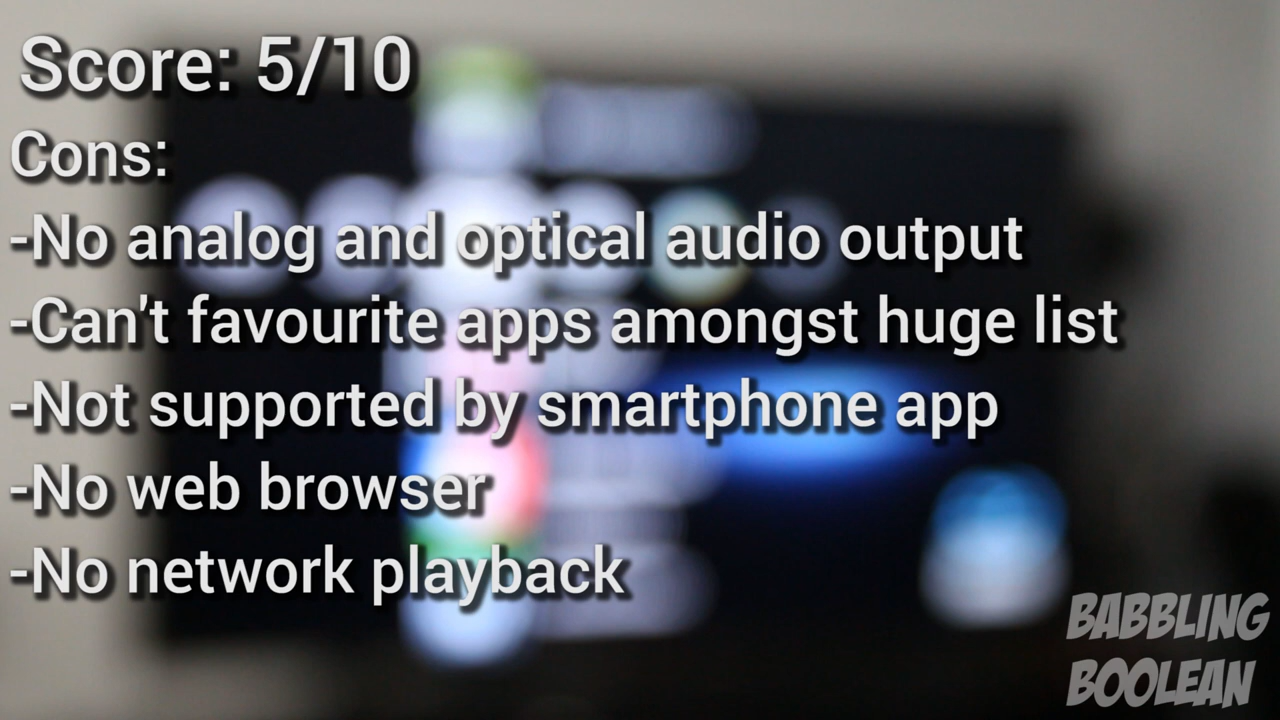 Score: 5/10
Cons:
-No analog and optical audio output
-Can't favourite apps amongst huge list
-Not supported by smartphone app
-No web browser
-No network playback
BABBLING
BOOLEAN